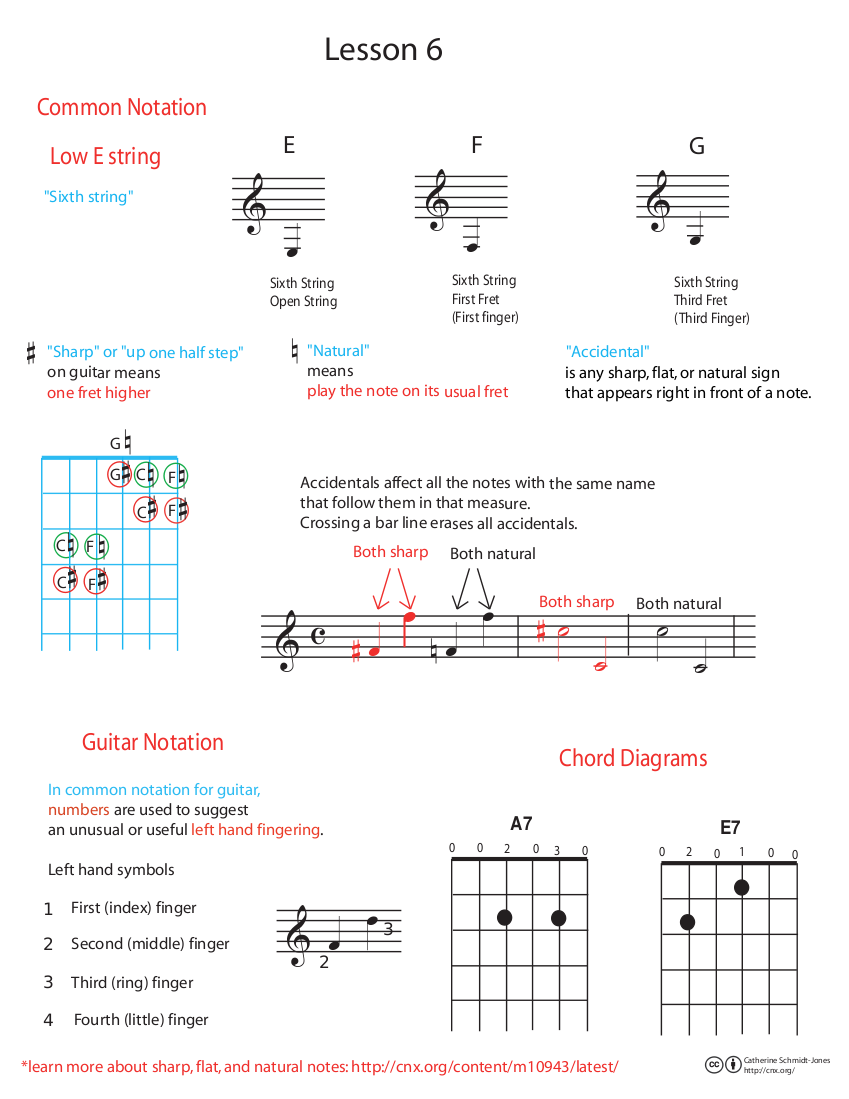 Lesson 6
Common Notation
Low E string
"Sixth string"
E
F
G
Sixth String
Open String
Sixth String
First Fret
(First finger)
Sixth String
Third Fret
(Third Finger)
♯ "Sharp" or "up one half step"
on guitar means
one fret higher
♮ "Natural"
means
play the note on its usual fret
"Accidental"
is any sharp, flat, or natural sign
that appears right in front of a note.
G♮
G♯ C♮ F♮
C♯ F♯
C♮ F♮
C♯ F♯
Accidentals affect all the notes with the same name
that follow them in that measure.
Crossing a bar line erases all accidentals.
Both sharp
Both natural
Both sharp
Both natural
Guitar Notation
In common notation for guitar,
numbers are used to suggest
an unusual or useful left hand fingering.
Left hand symbols
1 First (index) finger
2 Second (middle) finger
3 Third (ring) finger
4 Fourth (little) finger
2
3
Chord Diagrams
A7
0 0 2 0 3 0
E7
0 2 0 1 0 0
*learn more about sharp, flat, and natural notes: http://cnx.org/content/m10943/latest/
cc
Catherine Schmidt-Jones
http://cnx.org/